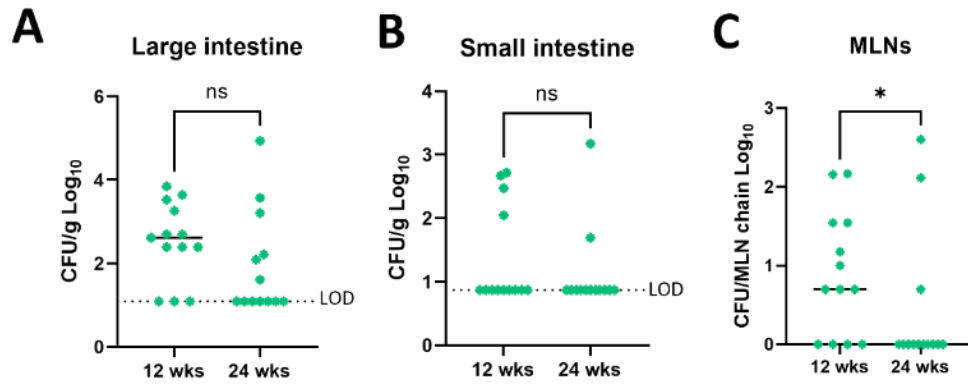 A
Large intestine
ns
CFU/g Log10
6
4
2
0
LOD
12 wks
24 wks
B
Small intestine
ns
CFU/g Log10
4
3
2
1
0
LOD
12 wks
24 wks
C
MLNs
*
CFU/MLN chain Log10
3
2
1
0
12 wks
24 wks